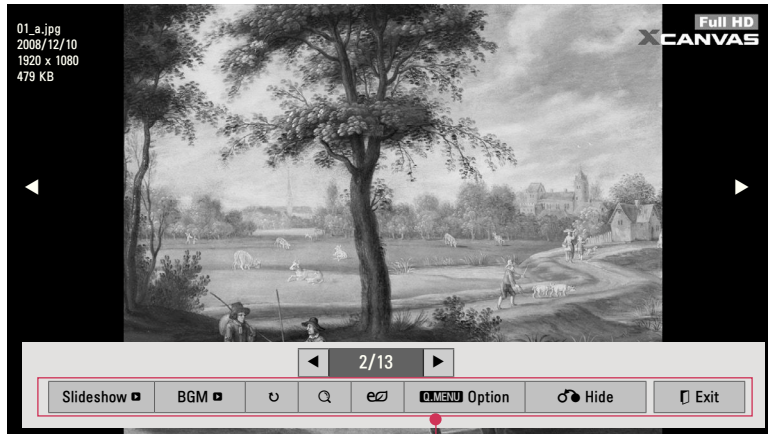 01_a.jpg
2008/12/10
1920 x 1080
479 KB
Full HD
XCANVAS
2/13
Slideshow
BGM
Q.MENU Option
Hide
Exit